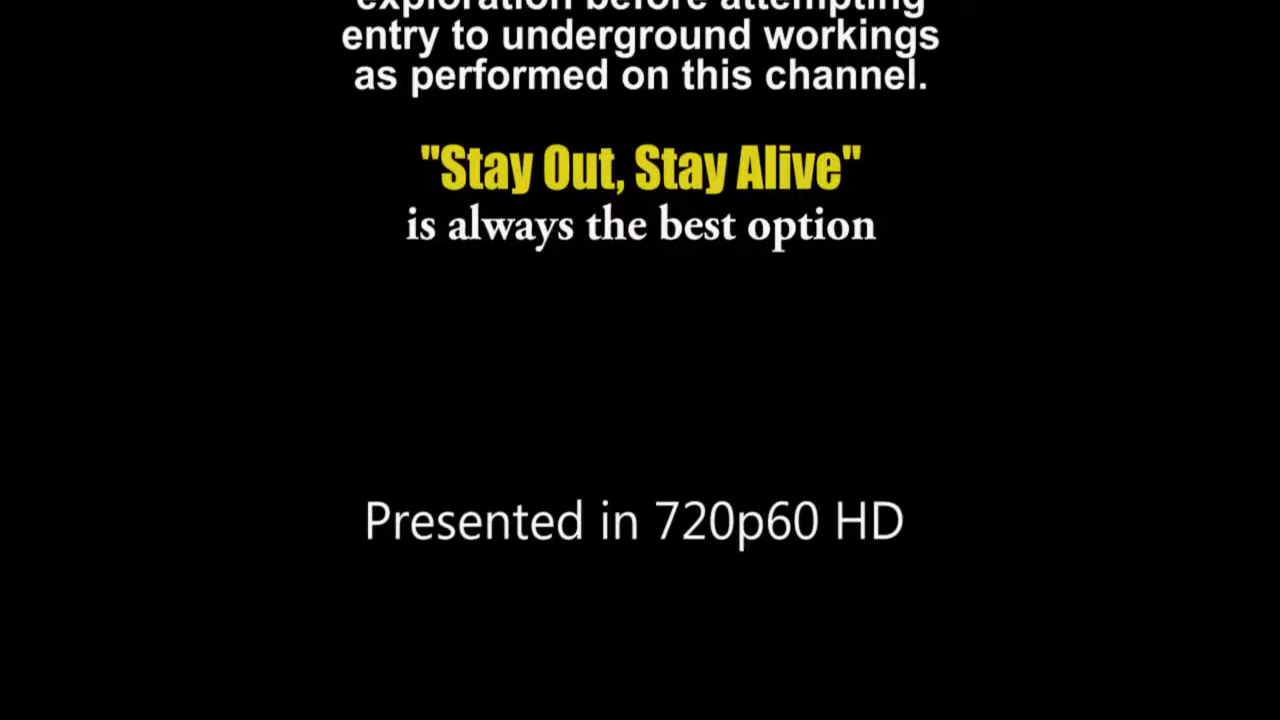 exploration before attempting
entry to underground workings
as performed on this channel.
"Stay Out, Stay Alive"
is always the best option
Presented in 720p60 HD